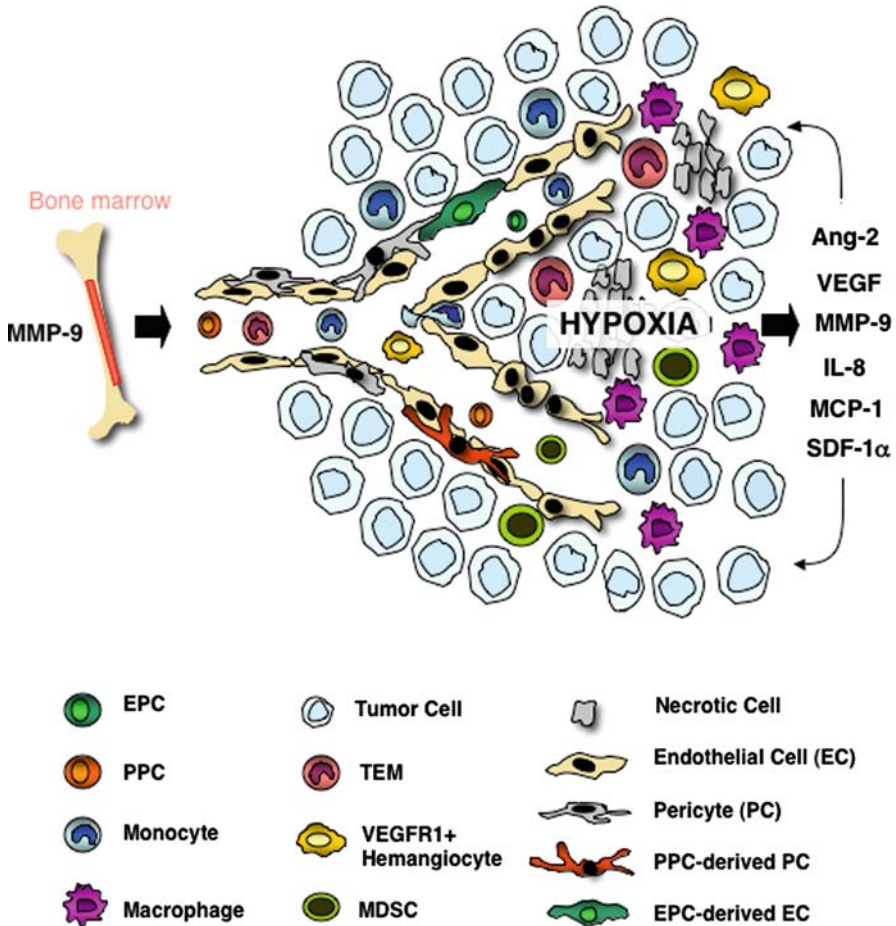 Bone marrow
MMP-9
HYPOXIA
Ang-2
VEGF
MMP-9
IL-8
MCP-1
SDF-1α
EPC
PPC
Monocyte
Macrophage
Tumor Cell
TEM
VEGFR1+
Hemangiocyte
MDSC
Necrotic Cell
Endothelial Cell (EC)
Pericyte (PC)
PPC-derived PC
EPC-derived EC